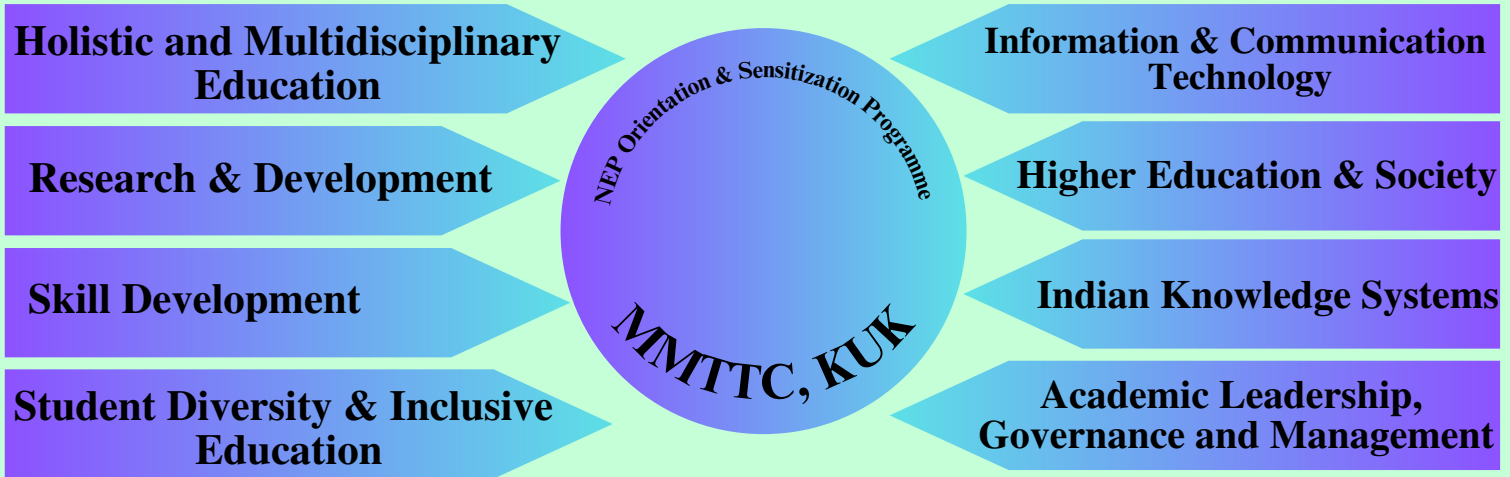 Holistic and Multidisciplinary
Education
Research & Development
Skill Development
Student Diversity & Inclusive
Education
NEP Orientation & Sensitization Programme
MMTTC, KUK
Information & Communication
Technology
Higher Education & Society
Indian Knowledge Systems
Academic Leadership,
Governance and Management